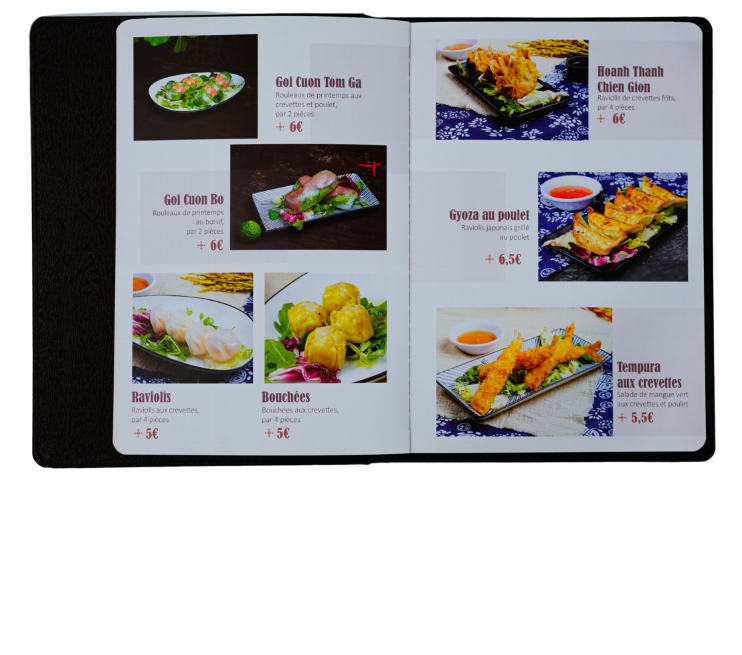 Goi Cuon Tom Ga
Rouleaux de printemps aux
crevettes et poulet,
par 2 pièces
+ 6€
Goi Cuon Bo
Rouleaux de printemps
au bœuf,
par 2 pièces
+ 6€
Raviolis
Raviolis aux crevettes,
par 4 pièces
+ 5€
Bouchées
Bouchées aux crevettes,
par 4 pièces
+ 5€
Hoanh Thanh
Chien Gion
Raviolis de crevettes frits,
par 4 pièces
+ 6€
Gyoza au poulet
Raviolis japonais grillé
au poulet
+ 6,5€
Tempura
aux crevettes
Salade de mangue vert
aux crevettes et poulet
+ 5,5€